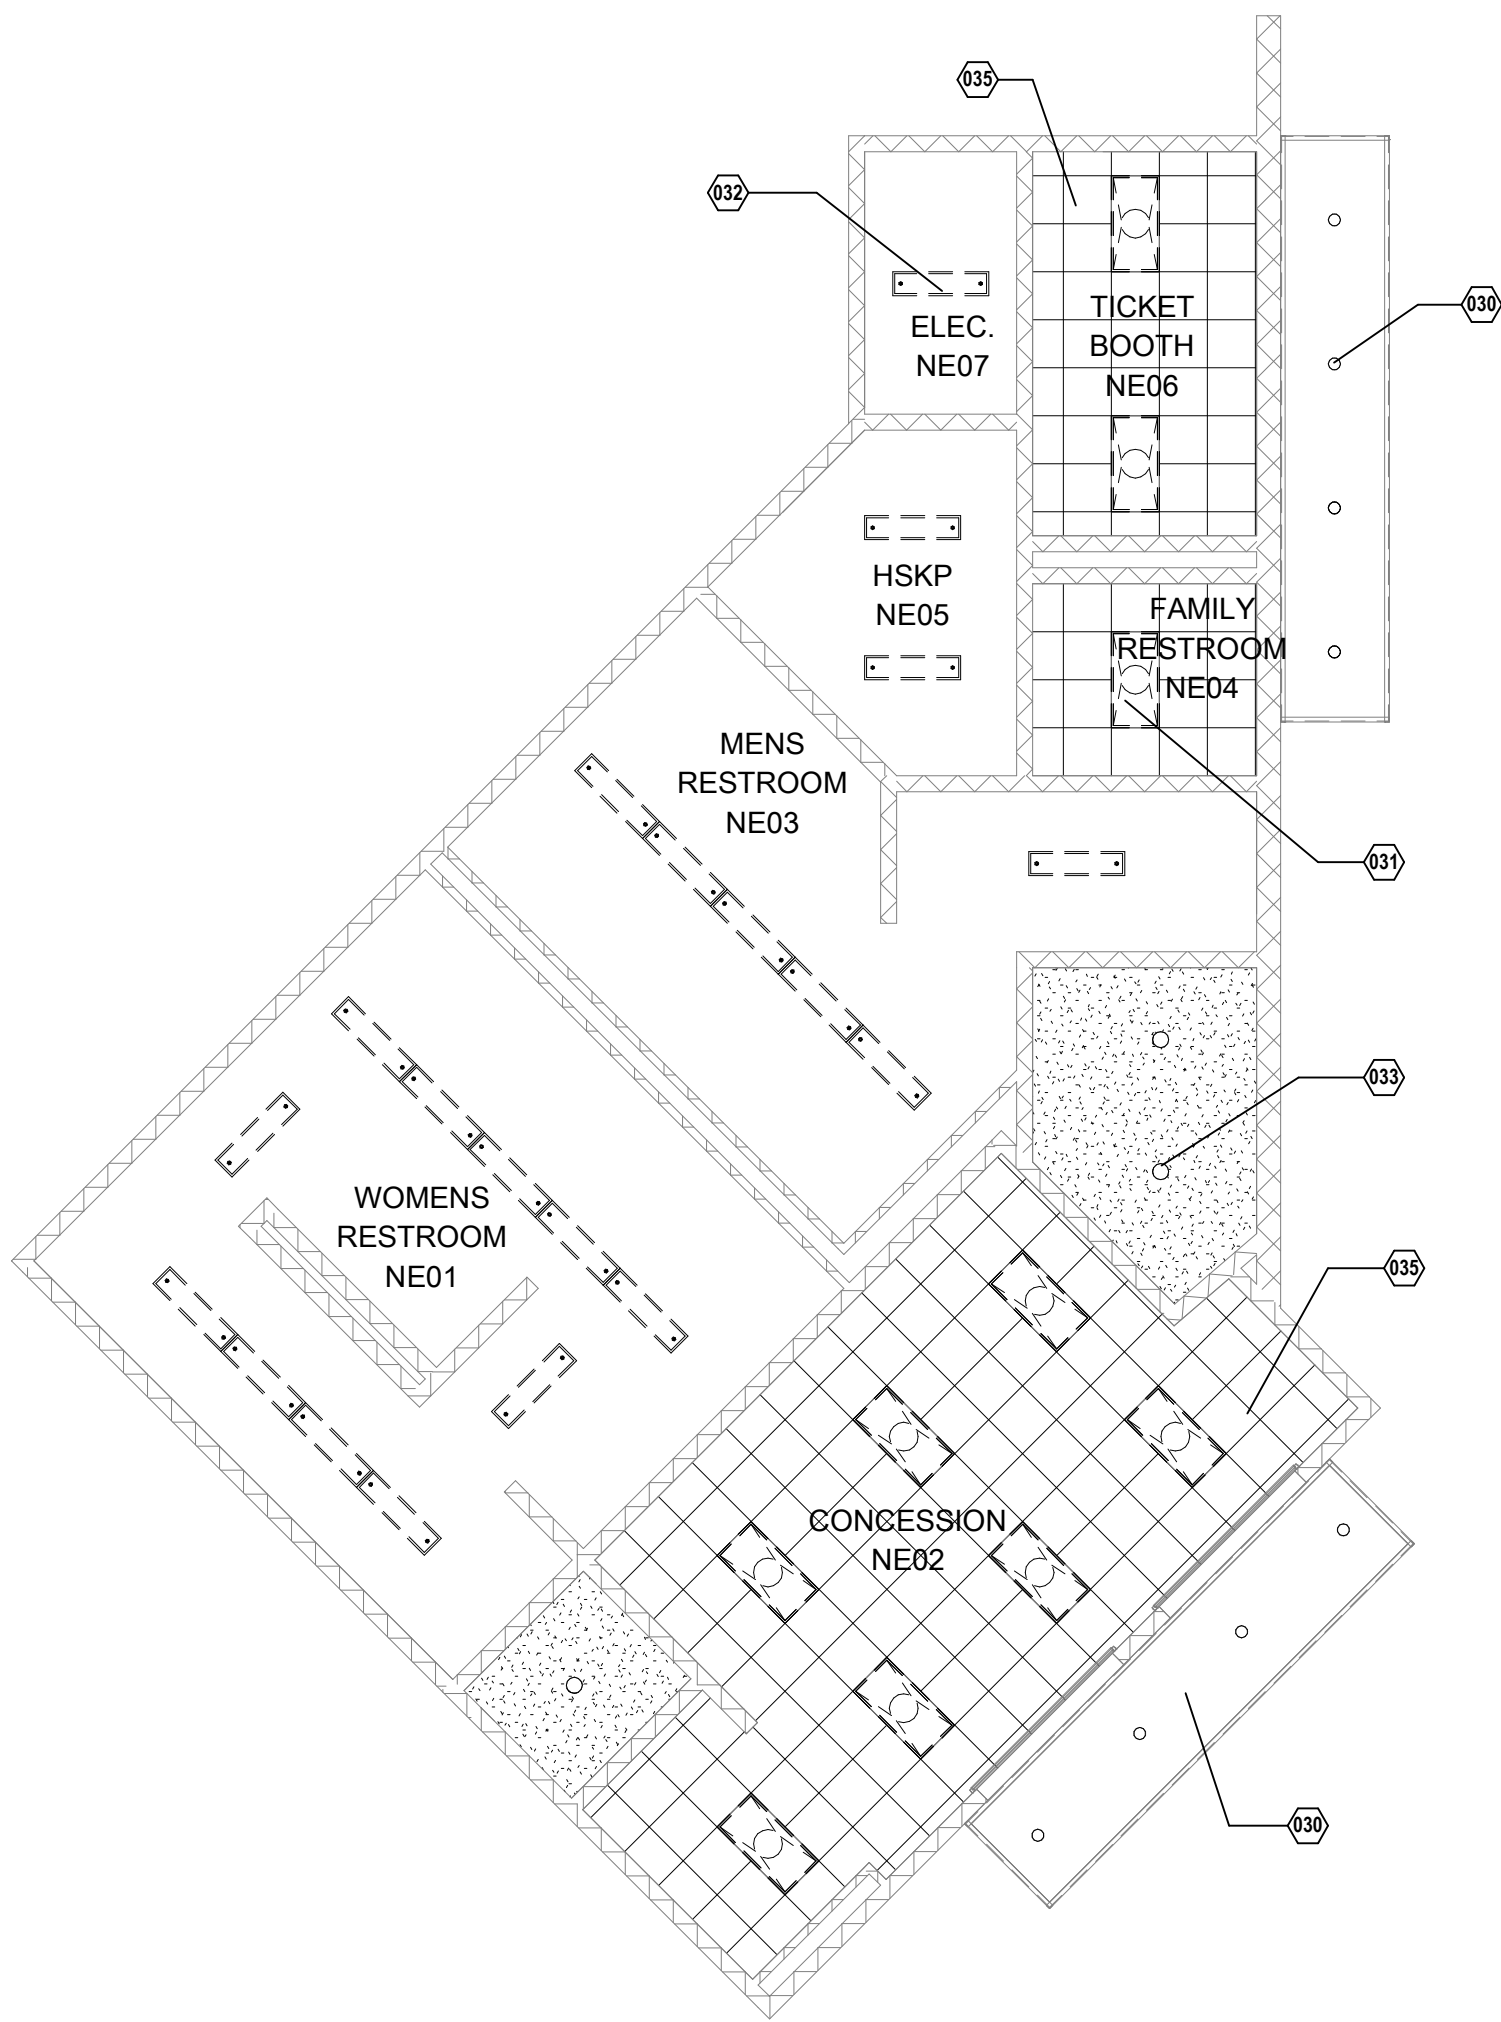 035
032
030
TICKET
BOOTH
NE06
ELEC.
NE07
HSKP
NE05
FAMILY
RESTROOM
NE04
MENS
RESTROOM
NE03
031
033
WOMENS
RESTROOM
NE01
035
CONCESSION
NE02
030